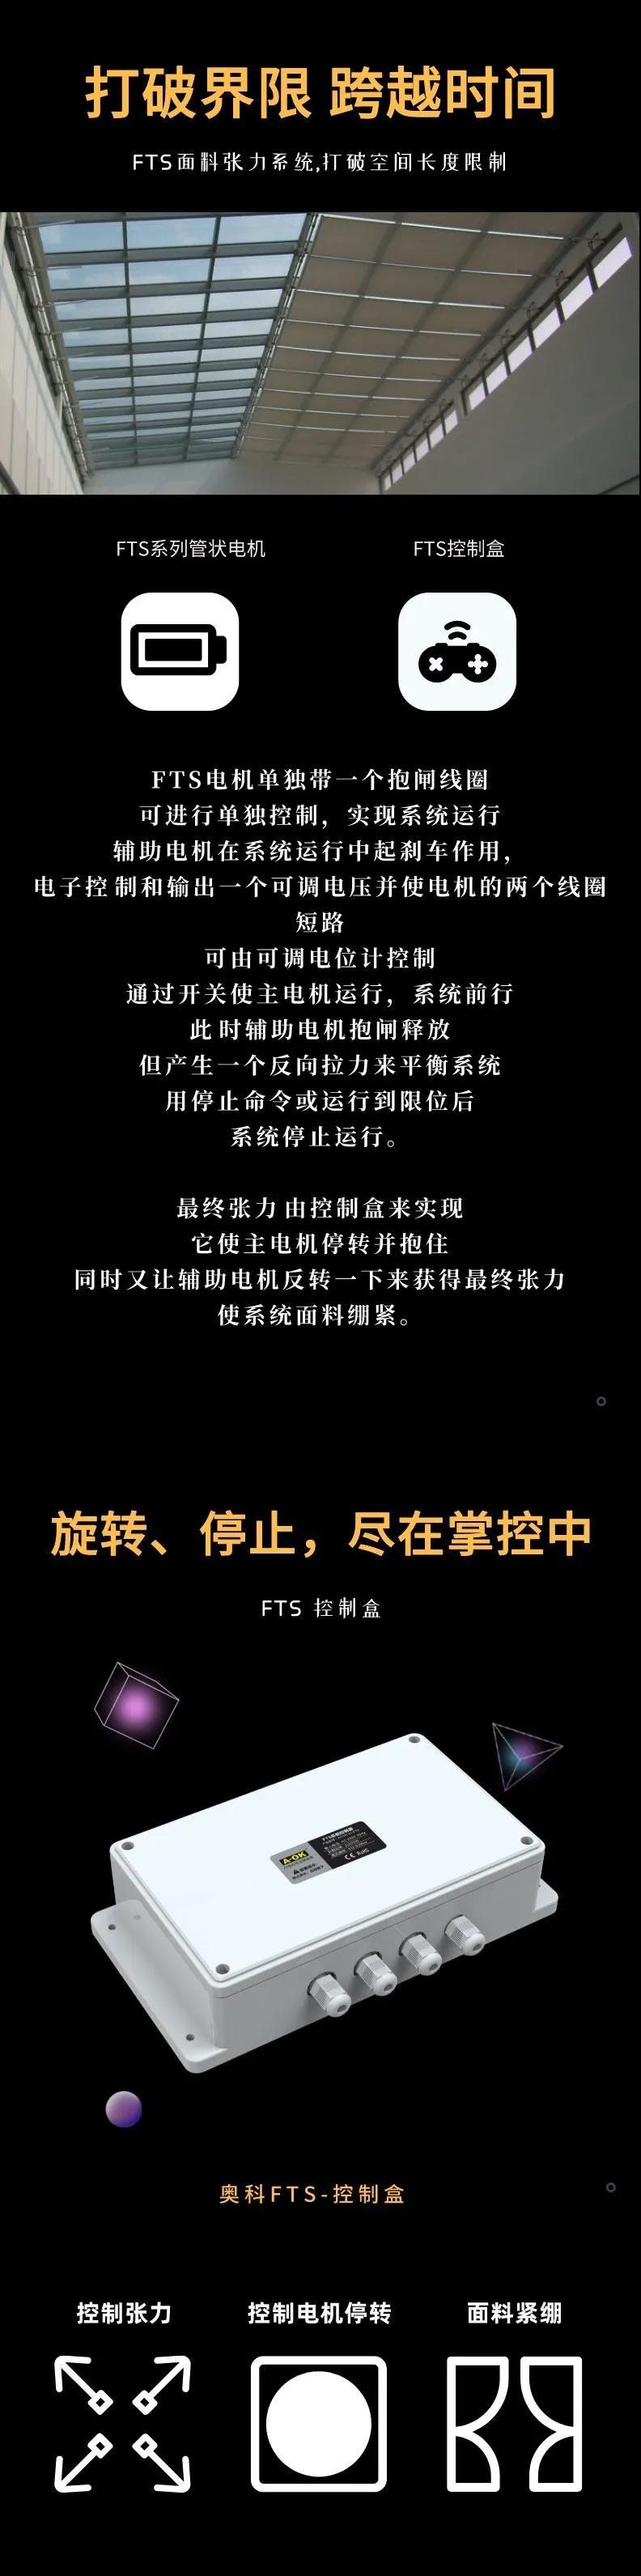 打破界限 跨越时间
FTS面料张力系统,打破空间长度限制
FTS系列管状电机
FTS控制盒
FTS电机单独带一个抱闸线圈
可进行单独控制，实现系统运行
辅助电机在系统运行中起刹车作用，
电子控制和输出一个可调电压并使电机的两个线圈
短路
可由可调电位计控制
通过开关使主电机运行，系统前行
此时辅助电机抱闸释放
但产生一个反向拉力来平衡系统
用停止命令或运行到限位后
系统停止运行。
最终张力由控制盒来实现
它使主电机停转并抱住
同时又让辅助电机反转一下来获得最终张力
使系统面料绷紧。
旋转、停止，尽在掌控中
FTS 控制盒
A-OK
CE RoHS
奥科FTS-控制盒
控制张力
控制电机停转
面料紧绷